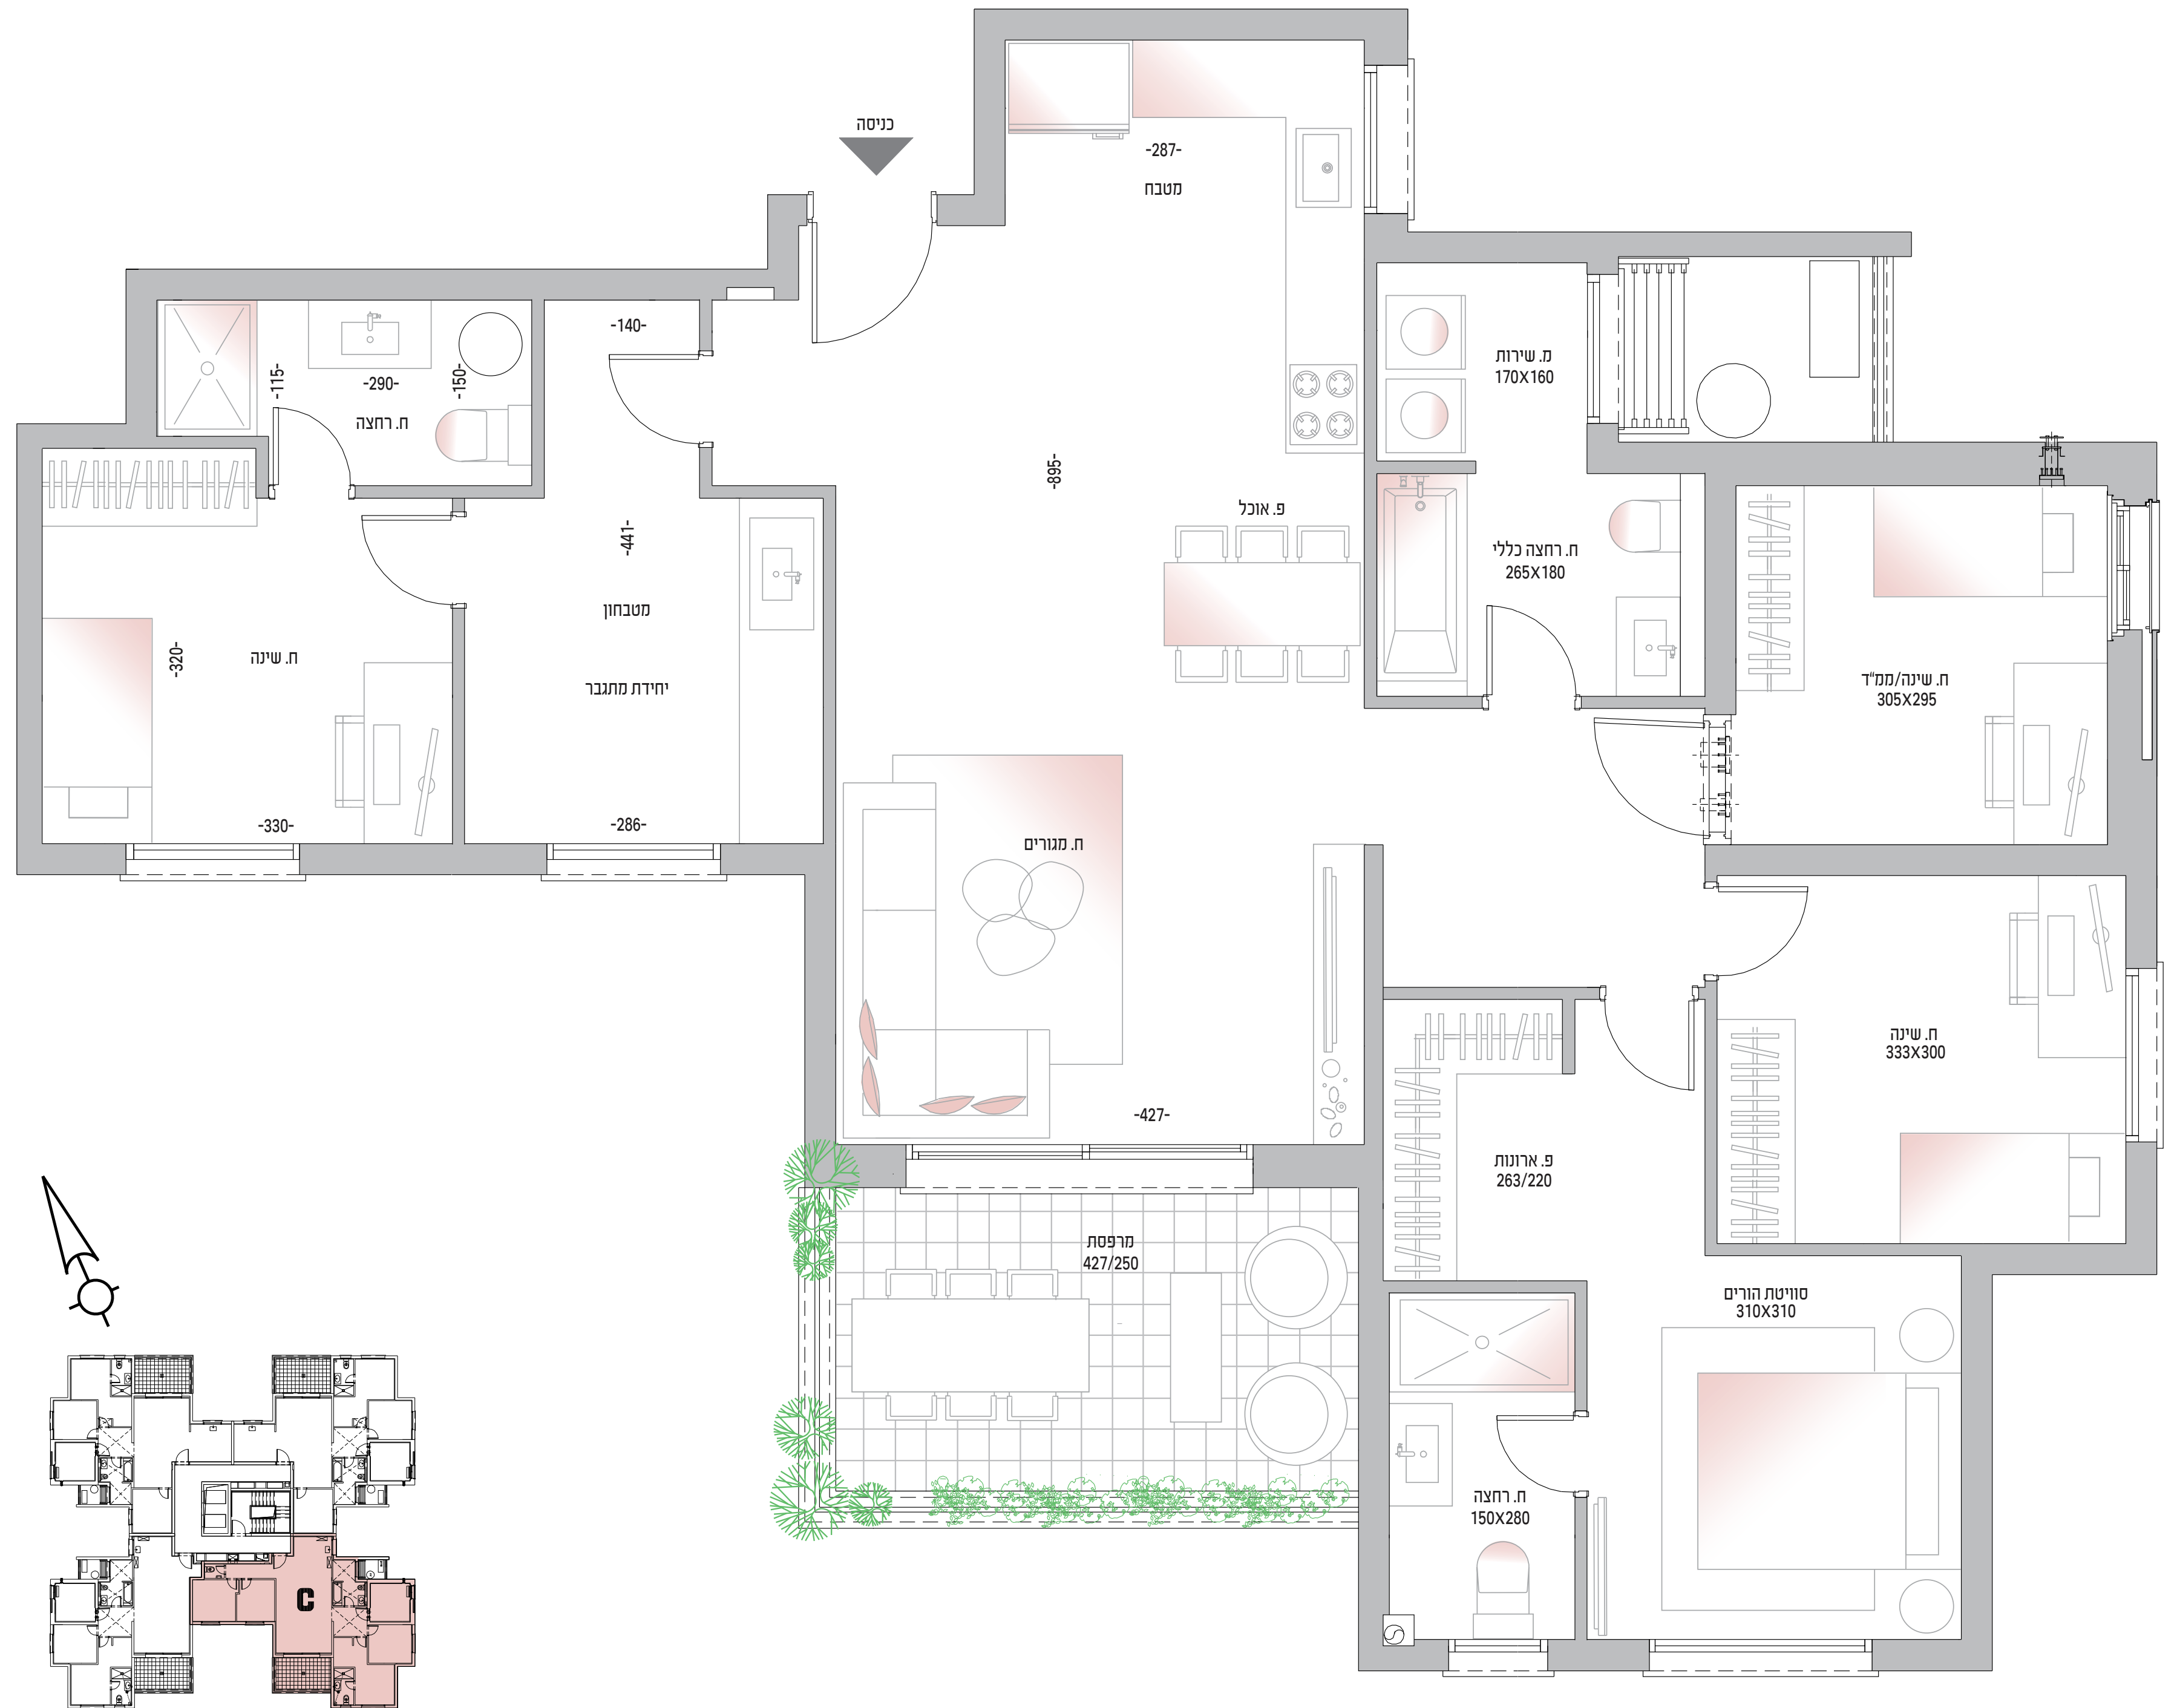 כניסה
-287-
מטבח
-140-
-115-
-290-
-150-
ח. רחצה
מ. שירות
170X160
-895-
פ. אוכל
-441-
ח. רחצה כללי
265X180
מטבחון
יחידת מתגבר
-320-
ח. שינה
-330-
-286-
ח. שינה/ממ"ד
305X295
ח. מגורים
ח. שינה
333X300
-427-
פ. ארונות
263/220
מרפסת
427/250
סוויטת הורים
310X310
ח. רחצה
150X280
C